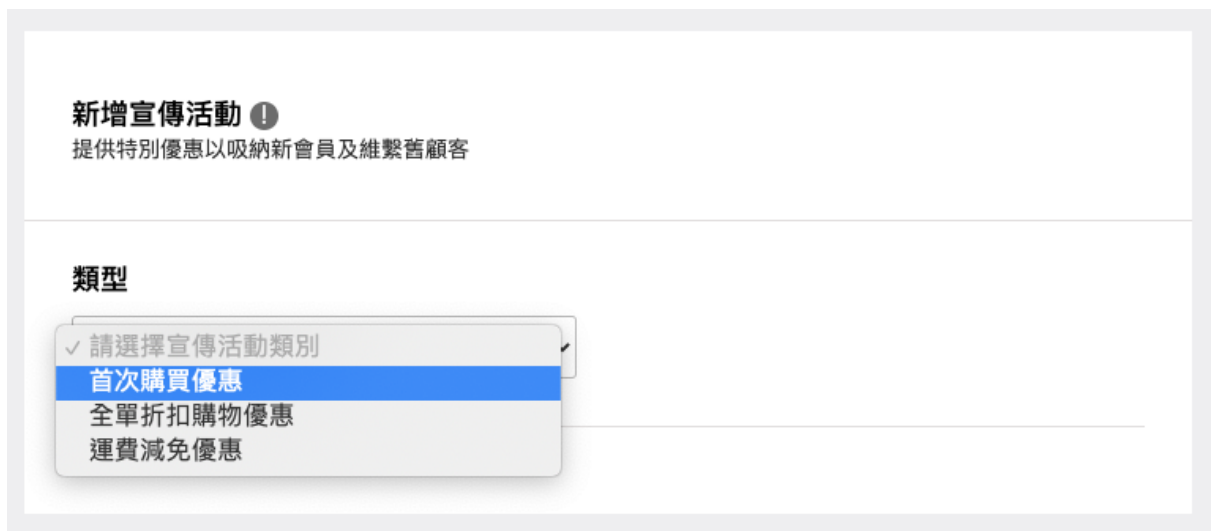 新增宣傳活動 !
提供特別優惠以吸納新會員及維繫舊顧客
類型
✓ 請選擇宣傳活動類別
首次購買優惠
全單折扣購物優惠
運費減免優惠